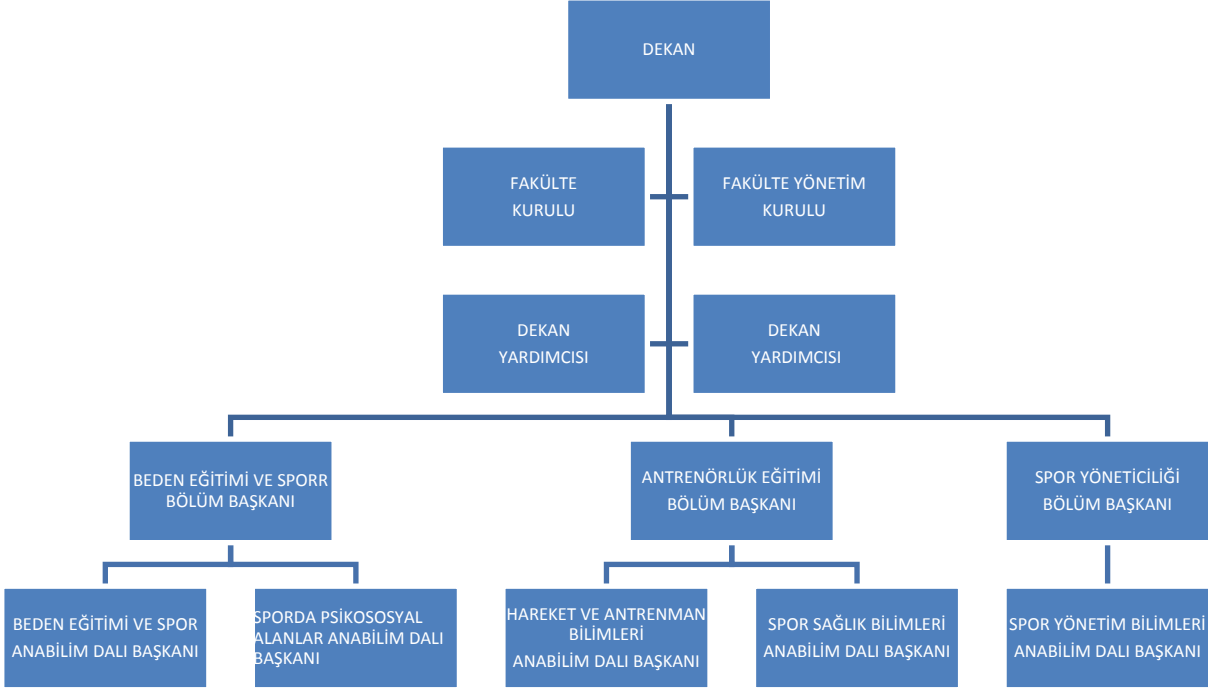 DEKAN
FAKÜLTE
KURULU
FAKÜLTE YÖNETİM
KURULU
DEKAN
YARDIMCISI
DEKAN
YARDIMCISI
BEDEN EĞİTİMİ VE SPORR
BÖLÜM BAŞKANI
ANTRENÖRLÜK EĞİTİMİ
BÖLÜM BAŞKANI
SPOR YÖNETİCİLİĞİ
BÖLÜM BAŞKANI
BEDEN EĞİTİMİ VE SPOR
ANABİLİM DALI BAŞKANI
SPORDA PSİKOSOSYAL
ALANLAR ANABİLİM DALI
BAŞKANI
HAREKET VE ANTRENMAN
BİLİMLERİ
ANABİLİM DALI BAŞKANI
SPOR SAĞLIK BİLİMLERİ
ANABİLİM DALI BAŞKANI
SPOR YÖNETİM BİLİMLERİ
ANABİLİM DALI BAŞKANI